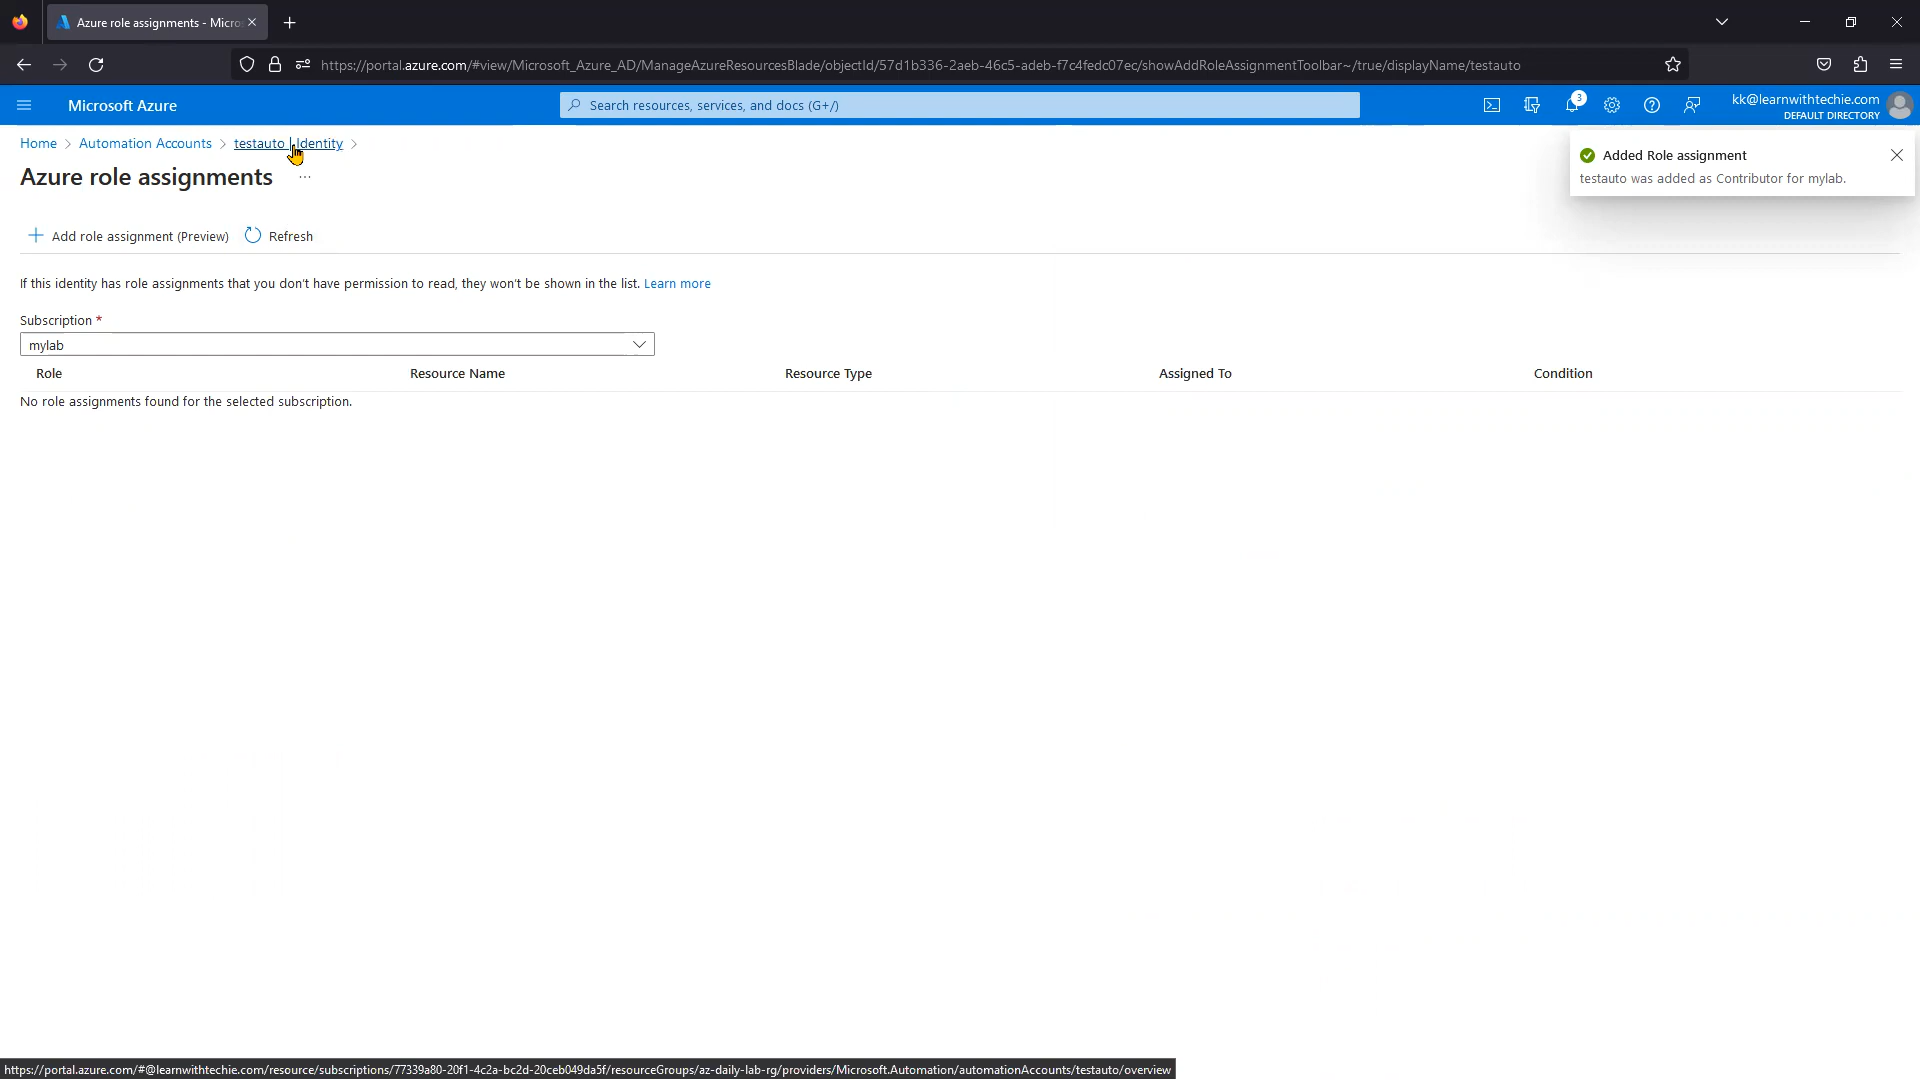 Azure role assignments - Micro
https://portal.azure.com/#view/Microsoft_Azure_AD/ManageAzureResourcesBlade/objectId/57d1b336-2aeb-46c5-adeb-f7c4fedc07ec/showAddRoleAssignmentToolbar~/true/displayName/testauto
Microsoft Azure
Search resources, services, and docs (G+/)
3
kk@learnwithtechie.com
DEFAULT DIRECTORY
Home > Automation Accounts > testauto | Identity >
Azure role assignments ...
Added Role assignment
testauto was added as Contributor for mylab.
+ Add role assignment (Preview) Refresh
If this identity has role assignments that you don't have permission to read, they won't be shown in the list. Learn more
Subscription *
mylab
Role Resource Name Resource Type Assigned To Condition
No role assignments found for the selected subscription.
https://portal.azure.com/#@learnwithtechie.com/resource/subscriptions/77339a80-20f1-4c2a-bc2d-20ceb049da5f/resourceGroups/az-daily-lab-rg/providers/Microsoft.Automation/automationAccounts/testauto/overview